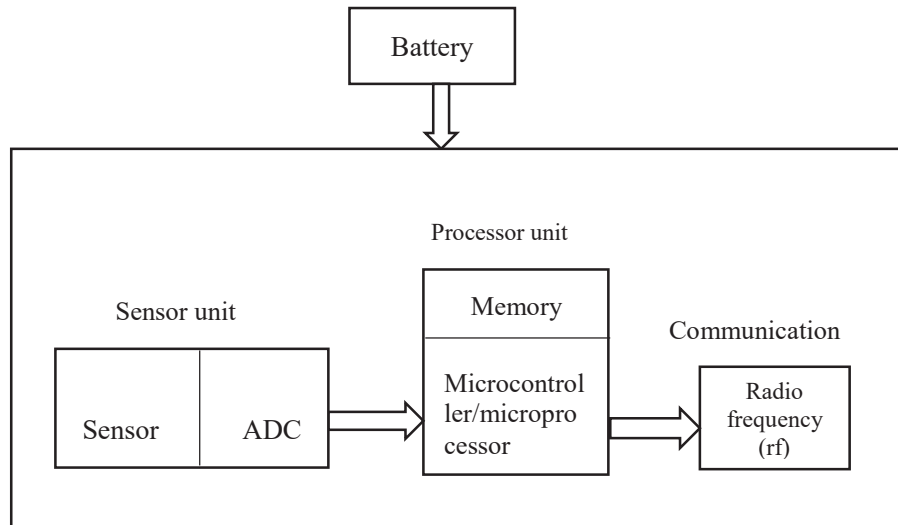 Battery
Processor unit
Sensor unit
Memory
Communication
Sensor
ADC
Microcontrol
ler/micropro
cessor
Radio
frequency
(rf)